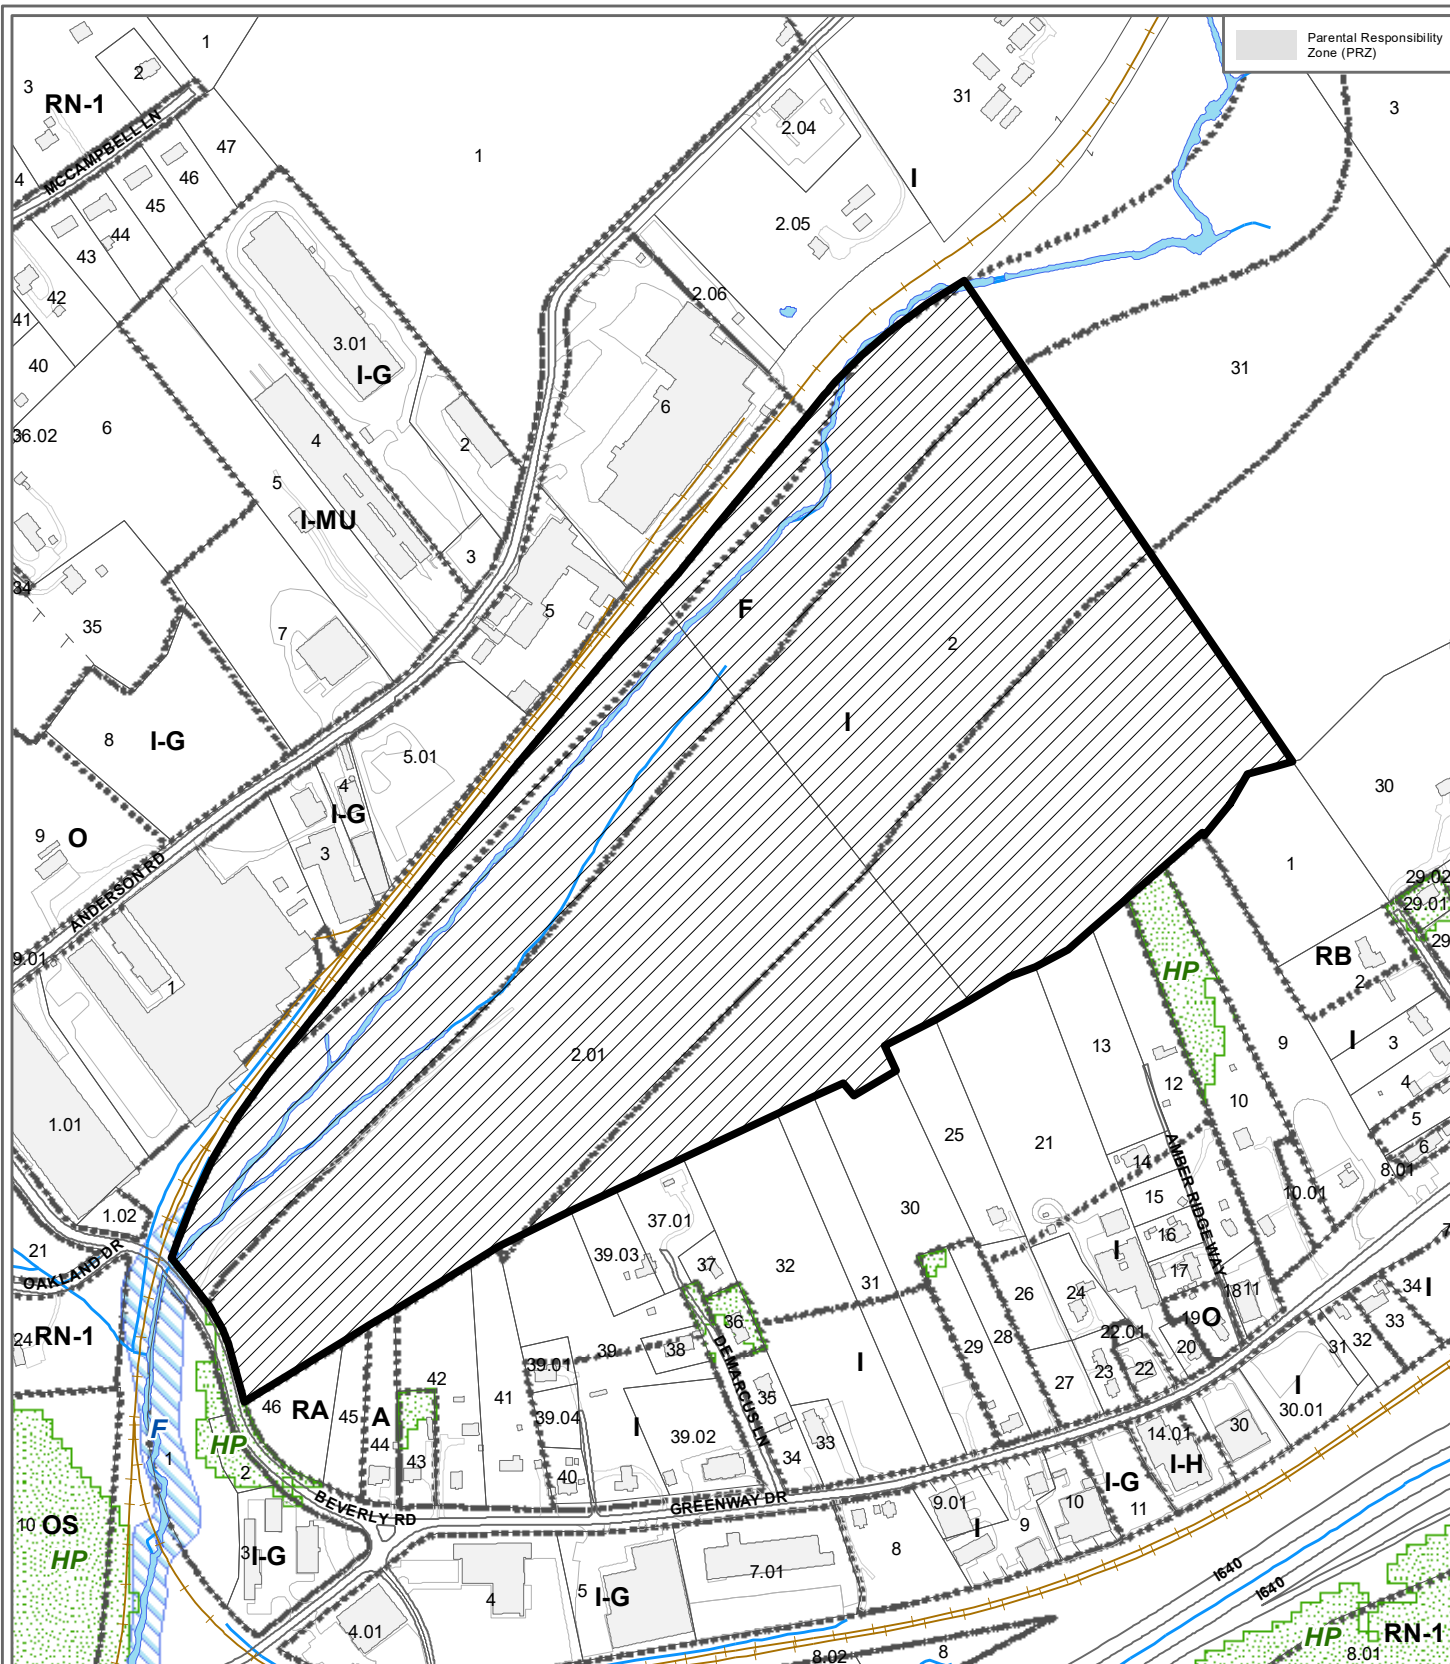 Parental Responsibility
Zone (PRZ)
1
3
2
RN-1
31
3
MCCAMPBELL LN
47
2.04
1
46
4
I
45
44
2.05
43
42
2.06
41
3.01
40
I-G
31
6
6
36.02
4
2
5
I-MU
3
34
5
F
35
7
2
I
8
I-G
5.01
4
30
I-G
9
O
3
1
ANDERSON RD
29.02
29.01
29
9.01
RB
HP
2
1
I
3
9
13
2.01
4
12
10
1.01
5
25
21
6
14
8.01
AMBER RIDGE WAY
15
10.01
30
1.02
37.01
16
7
21
39.03
I
OAKLAND DR
37
32
17
31
34
I
18
11
24
26
19
O
24
RN-1
36
33
22.01
20
32
39
38
28
31
29
DEMARCUS LN
39.01
I
23
22
42
27
I
41
35
30.01
46
RA
45
A
39.04
I
30
44
39.02
34
33
14.01
F
HP
43
I-H
1
2
40
I-G
GREENWAY DR
BEVERLY RD
9.01
10
11
I
9
10
OS
8
3
I-G
HP
7.01
I640
I640
5
I-G
4
4.01
HP
RN-1
8
8.02
8.01